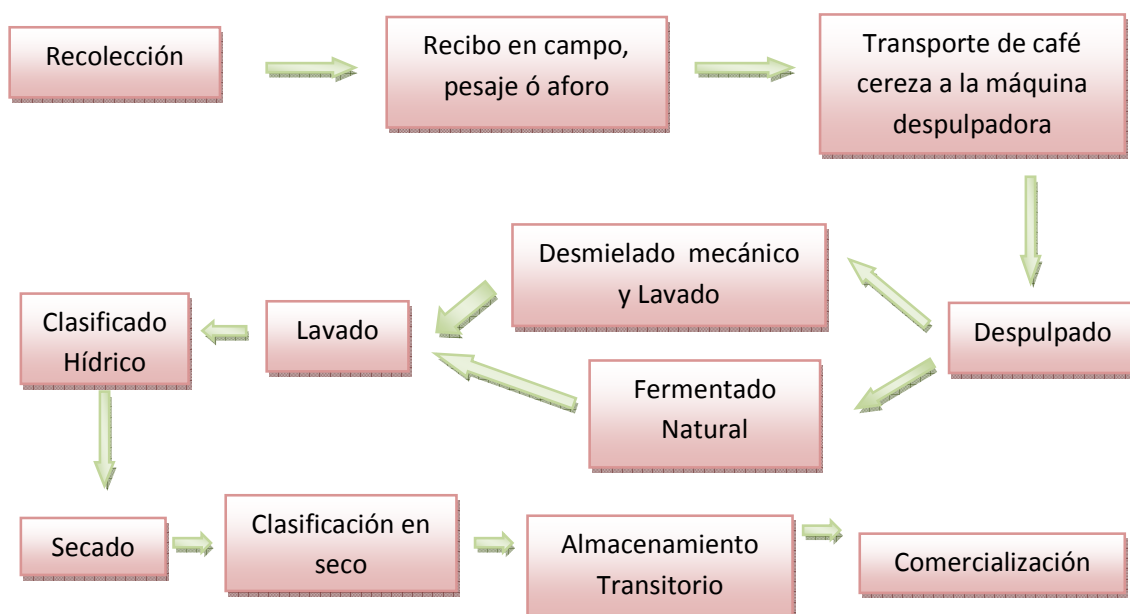 Recolección
Recibo en campo,
pesaje ó aforo
Transporte de café
cereza a la máquina
despulpadora
Despulpado
Desmielado mecánico
y Lavado
Fermentado
Natural
Lavado
Clasificado
Hídrico
Secado
Clasificación en
seco
Almacenamiento
Transitorio
Comercialización